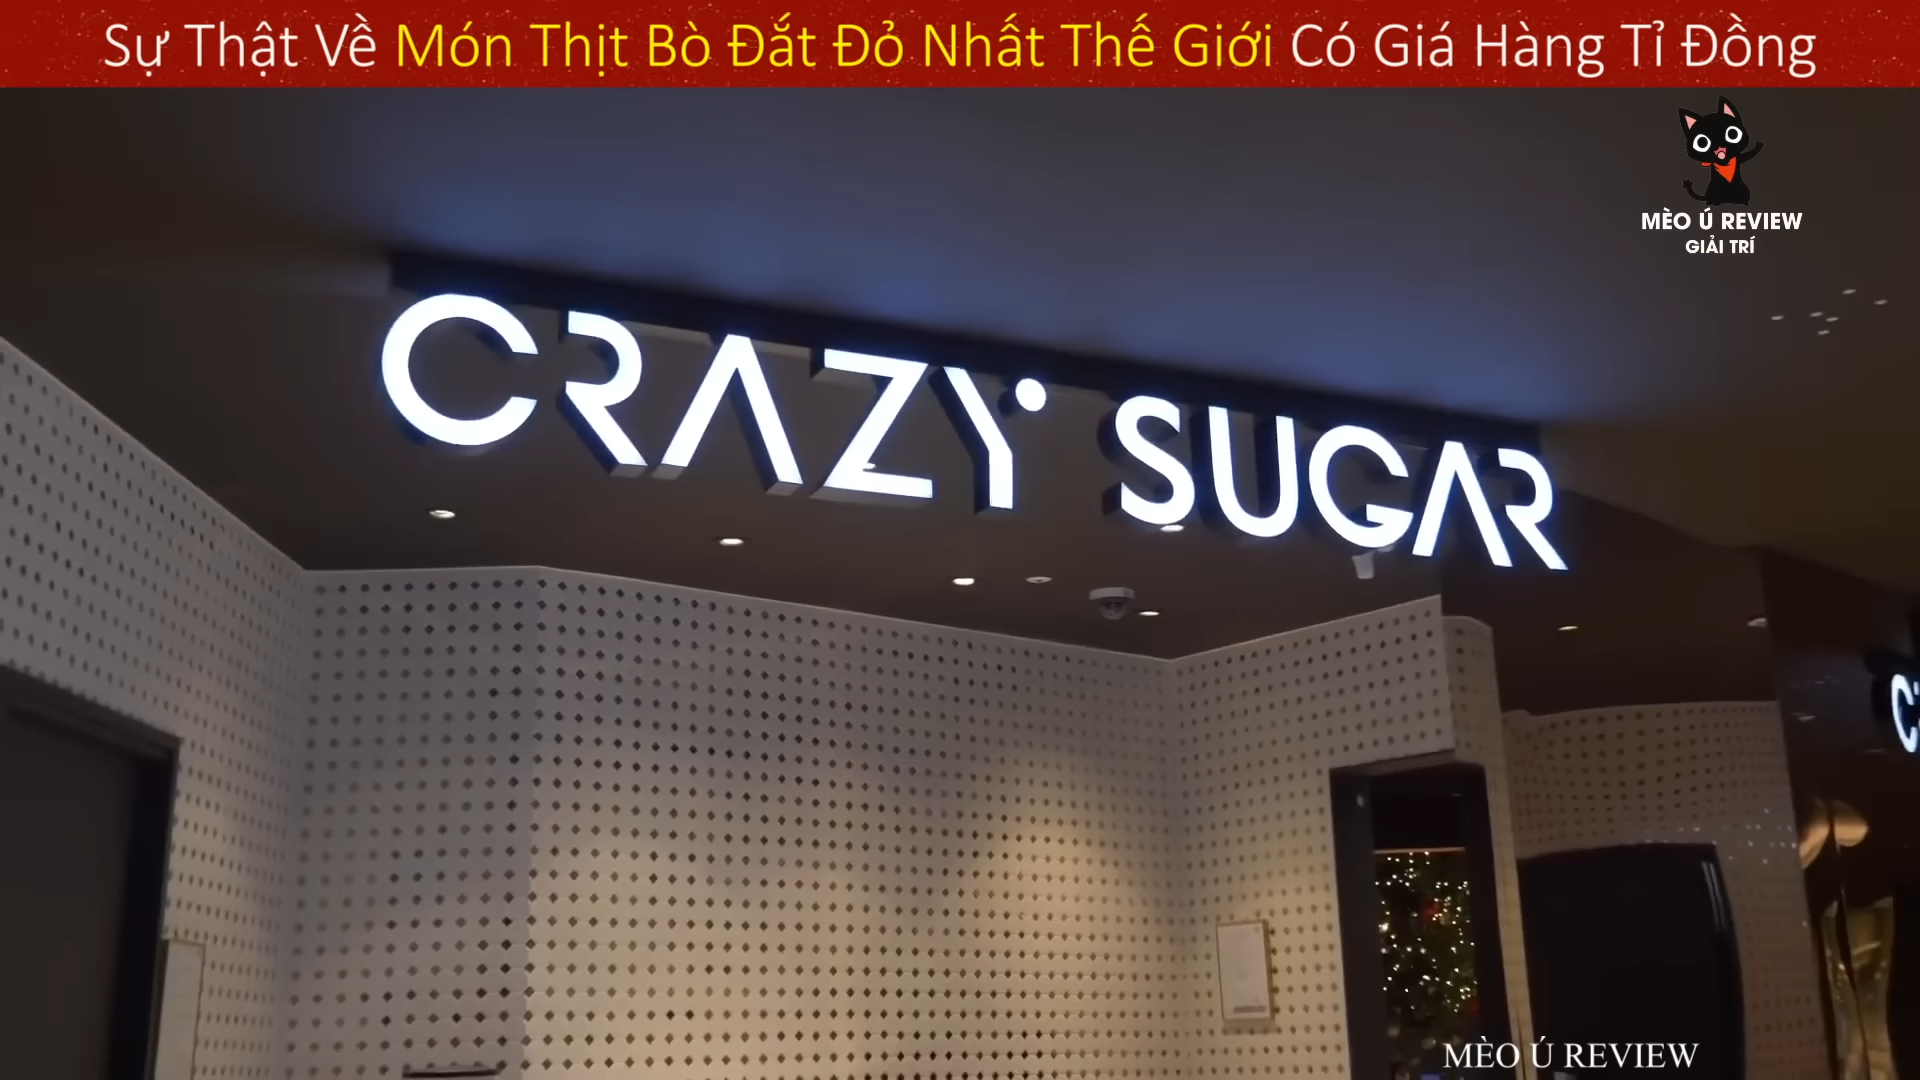 Sự Thật Về Món Thịt Bò Đắt Đỏ Nhất Thế Giới Có Giá Hàng Tỉ Đồng
MÈO Ú REVIEW
GIẢI TRÍ
CRAZY SUGAR
MÈO Ú REVIEW